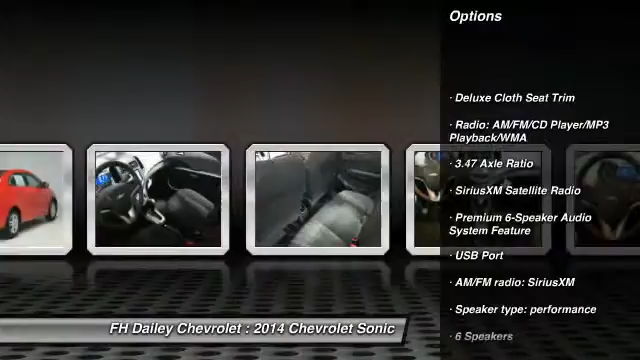 Options
· Deluxe Cloth Seat Trim
· Radio: AM/FM/CD Player/MP3
Playback/WMA
· 3.47 Axle Ratio
· SiriusXM Satellite Radio
· Premium 6-Speaker Audio
System Feature
· USB Port
· AM/FM radio: SiriusXM
· Speaker type: performance
· 6 Speakers
FH Dailey Chevrolet : 2014 Chevrolet Sonic